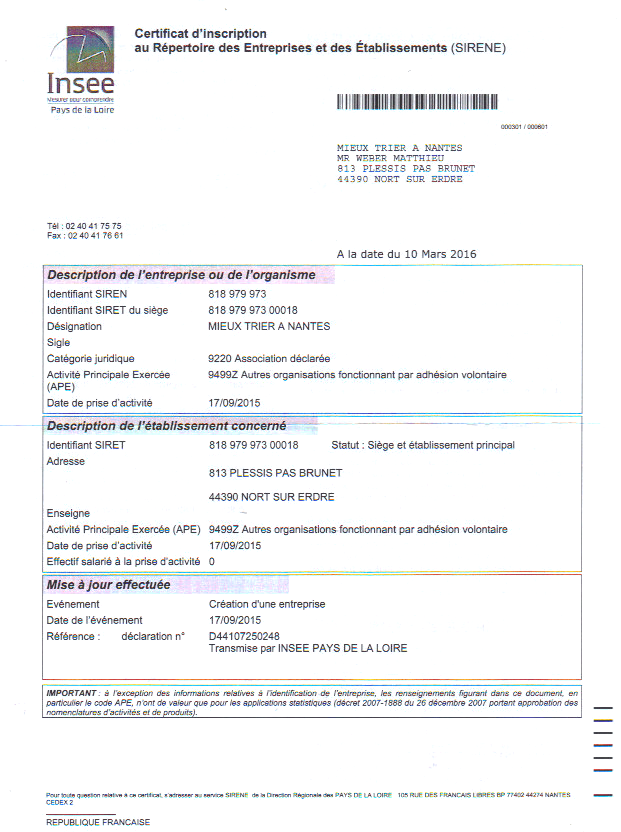 Certificat d'inscription
au Répertoire des Entreprises et des Établissements (SIRENE)
Insee
Mesurer pour comprendre
Pays de la Loire
000301 / 000601
MIEUX TRIER A NANTES
MR WEBER MATTHIEU
813 PLESSIS PAS BRUNET
44390 NORT SUR ERDRE
Tél : 02 40 41 75 75
Fax : 02 40 41 76 61
A la date du 10 Mars 2016
Description de l'entreprise ou de l'organisme
Identifiant SIREN 818 979 973
Identifiant SIRET du siège 818 979 973 00018
Désignation MIEUX TRIER A NANTES
Sigle
Catégorie juridique 9220 Association déclarée
Activité Principale Exercée 9499Z Autres organisations fonctionnant par adhésion volontaire
(APE)
Date de prise d'activité 17/09/2015
Description de l'établissement concerné
Identifiant SIRET 818 979 973 00018 Statut : Siège et établissement principal
Adresse
813 PLESSIS PAS BRUNET
44390 NORT SUR ERDRE
Enseigne
Activité Principale Exercée (APE) 9499Z Autres organisations fonctionnant par adhésion volontaire
Date de prise d'activité 17/09/2015
Effectif salarié à la prise d'activité 0
Mise à jour effectuée
Evénement Création d'une entreprise
Date de l'événement 17/09/2015
Référence : déclaration n° D44107250248
Transmise par INSEE PAYS DE LA LOIRE
IMPORTANT : à l'exception des informations relatives à l'identification de l'entreprise, les renseignements figurant dans ce document, en
particulier le code APE, n'ont de valeur que pour les applications statistiques (décret 2007-1888 du 26 décembre 2007 portant approbation des
nomenclatures d'activités et de produits).
Pour toute question relative à ce certificat, s'adresser au service SIRENE de la Direction Régionale des PAYS DE LA LOIRE 105 RUE DES FRANCAIS LIBRES BP 77402 44274 NANTES
CEDEX 2
REPUBLIQUE FRANCAISE